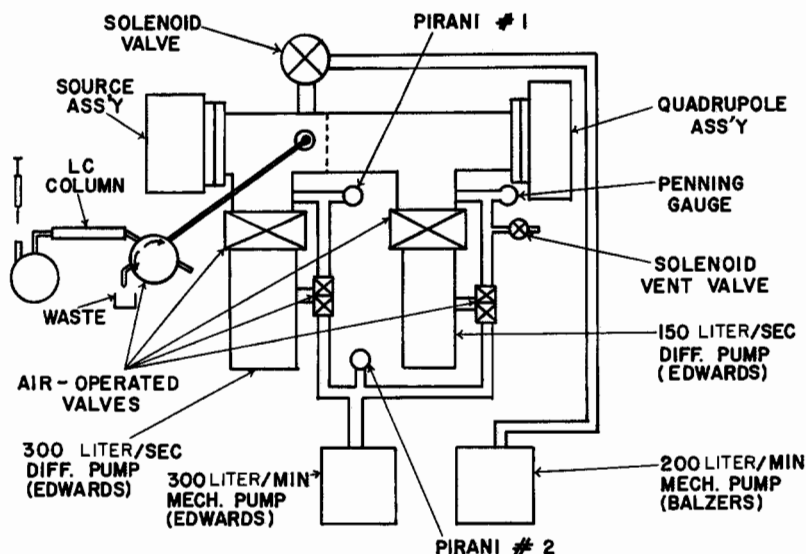 SOLENOID
VALVE
PIRANI # 1
SOURCE
ASS'Y
QUADRUPOLE
ASS'Y
LC
COLUMN
PENNING
GAUGE
SOLENOID
VENT VALVE
WASTE
AIR-OPERATED
VALVES
150 LITER/SEC
DIFF. PUMP
(EDWARDS)
300 LITER/SEC
DIFF. PUMP
(EDWARDS)
300 LITER/MIN
MECH. PUMP
(EDWARDS)
200 LITER/MIN
MECH. PUMP
(BALZERS)
PIRANI # 2